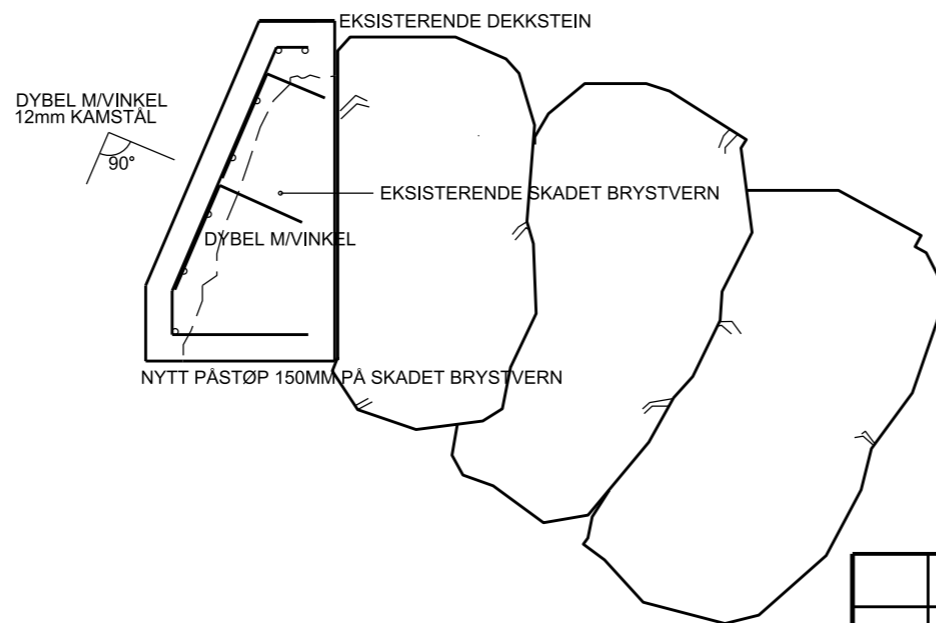 EKSISTERENDE DEKKSTEIN
DYBEL M/VINKEL
12mm KAMSTÅL
90°
EKSISTERENDE SKADET BRYSTVERN
DYBEL M/VINKEL
NYTT PÅSTØP 150MM PÅ SKADET BRYSTVERN